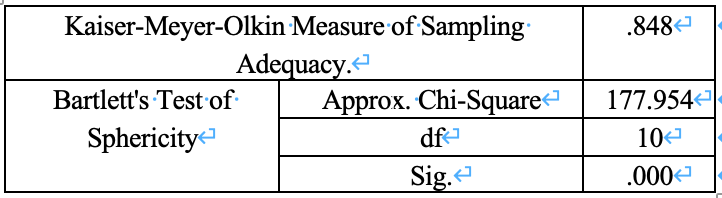 Kaiser-Meyer-Olkin Measure of Sampling
Adequacy.
.848
Bartlett's Test of
Sphericity
Approx. Chi-Square
177.954
df
10
Sig.
.000